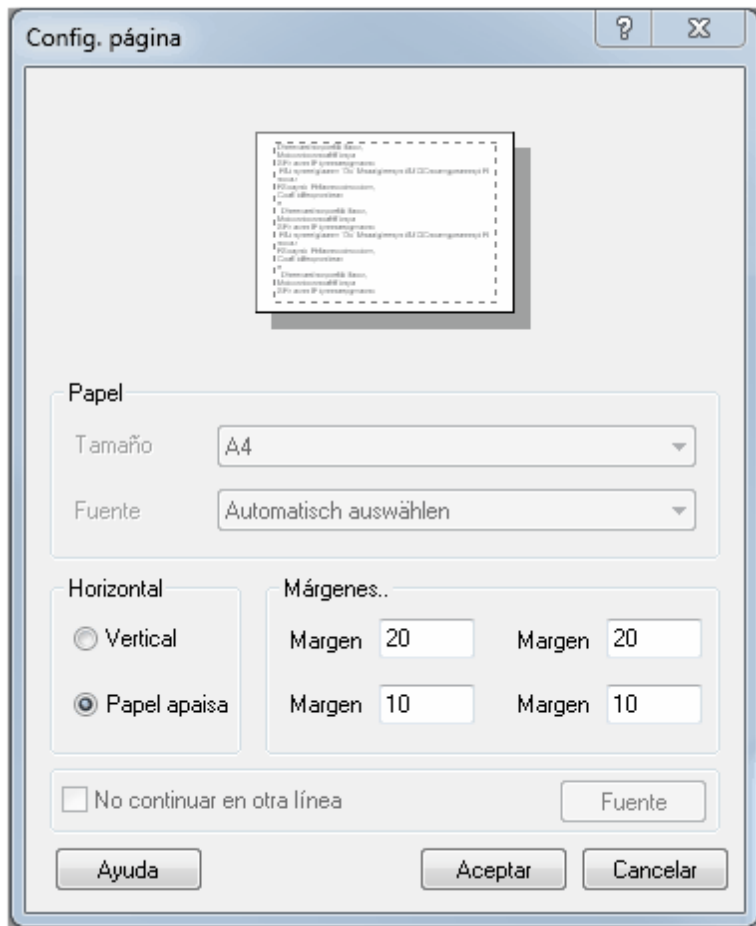 Config. página
Papel
Tamaño A4
Fuente Automatisch auswählen
Horizontal Márgenes..
Vertical Margen 20 Margen 20
Papel apaisa Margen 10 Margen 10
No continuar en otra línea Fuente
Ayuda Aceptar Cancelar